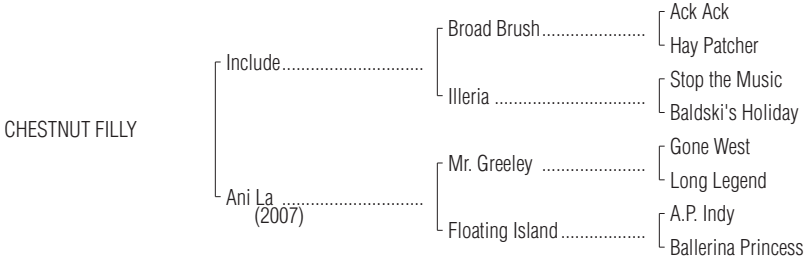 Ack Ack
Broad Brush......................
Hay Patcher
Include..............................
Stop the Music
Illeria ................................
Baldski's Holiday
CHESTNUT FILLY
Gone West
Mr. Greeley ......................
Long Legend
Ani La ..............................
(2007)
A.P. Indy
Floating Island..................
Ballerina Princess